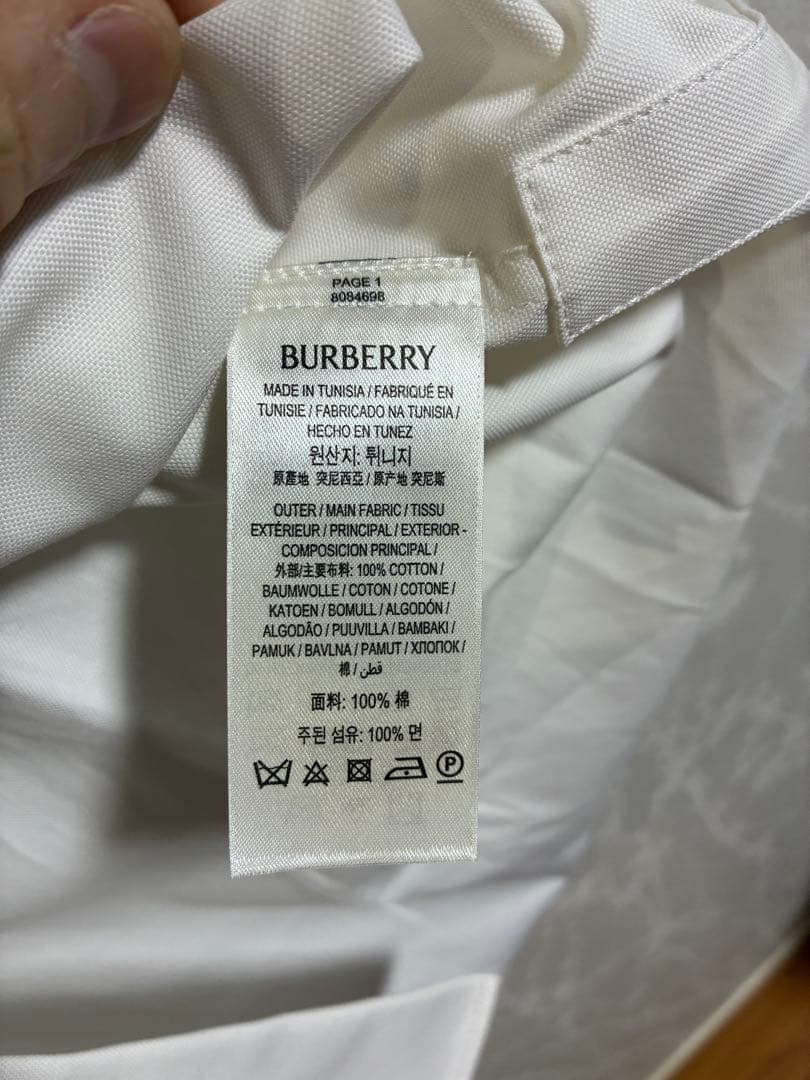 PAGE 1
8084698
BURBERRY
MADE IN TUNISIA / FABRIQUÉ EN
TUNISIE / FABRICADO NA TUNISIA /
HECHO EN TUNEZ
원산지: 튀니지
原產地 突尼西亞 / 原产地 突尼斯
OUTER / MAIN FABRIC / TISSU
EXTÉRIEUR / PRINCIPAL / EXTERIOR -
COMPOSICION PRINCIPAL /
外部/主要布料: 100% COTTON /
BAUMWOLLE / COTON / COTONE /
KATOEN / BOMULL / ALGODÓN /
ALGODÃO / PUUVILLA / BAMBAKI /
PAMUK / BAVLNA / PAMUT / ХЛОПОК /
棉 / قطن/
面料: 100% 棉
주된 섬유: 100% 면
P